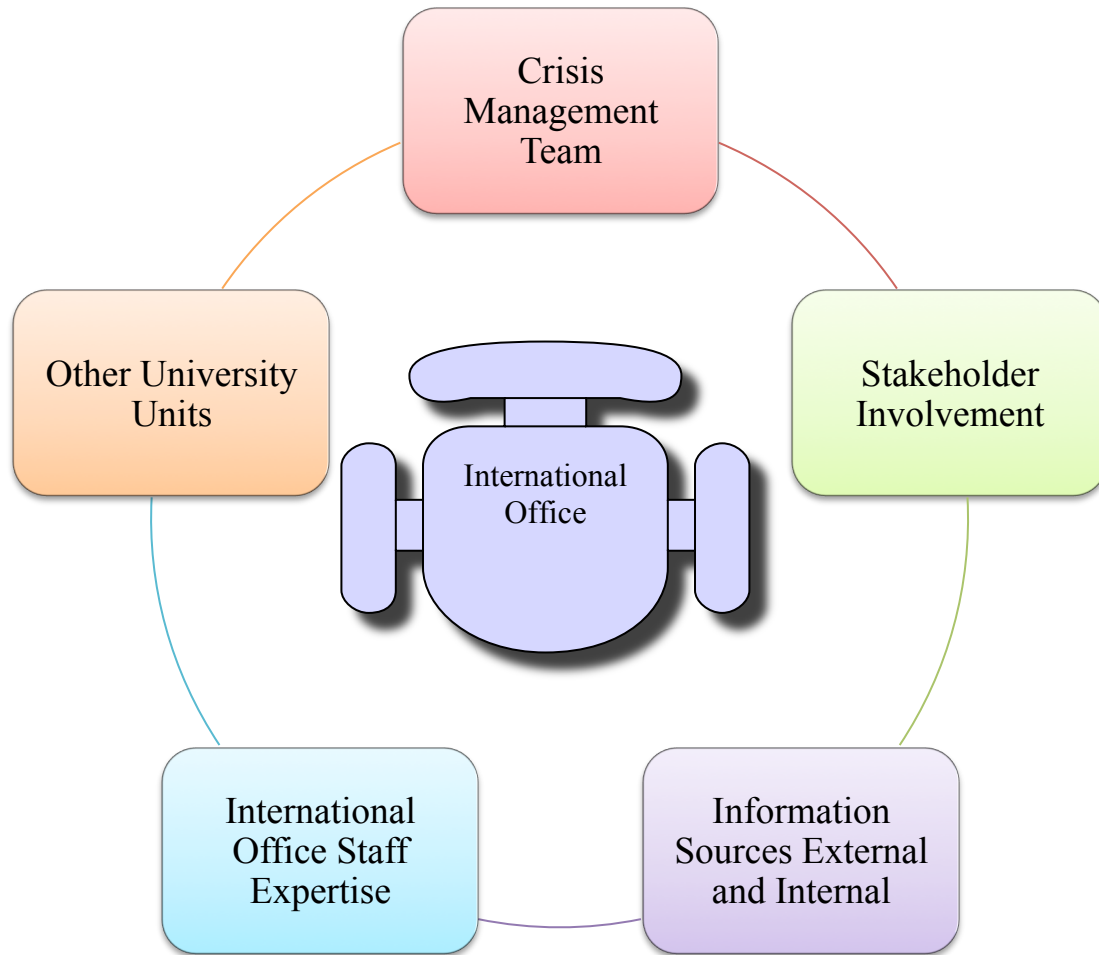 Crisis
Management
Team
Other University
Units
Stakeholder
Involvement
International
Office
International
Office Staff
Expertise
Information
Sources External
and Internal